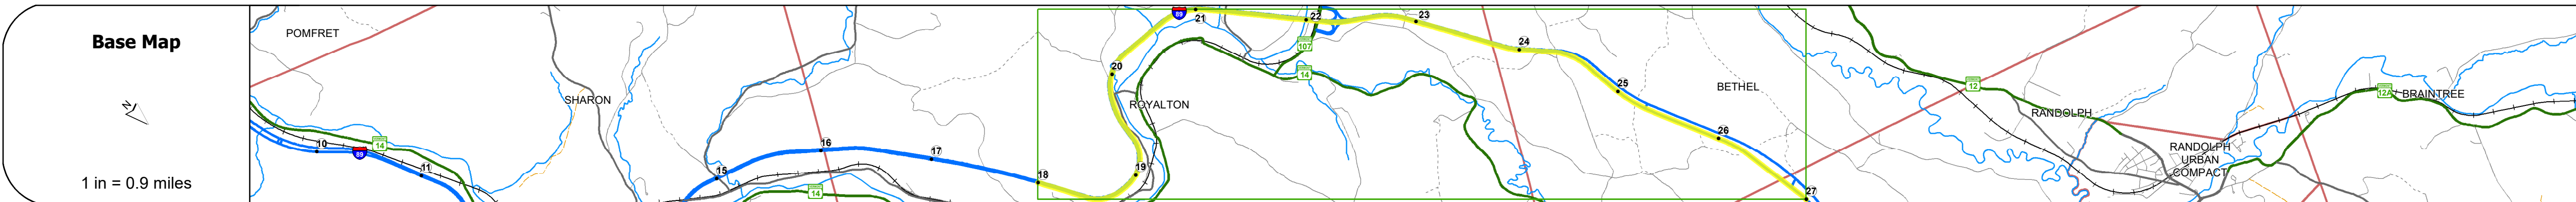 Base Map
N
1 in = 0.9 miles
POMFRET
10
89
14
11
SHARON
15
16
14
17
18
19
20
ROYALTON
89
21
22
107
14
23
24
25
BETHEL
26
27
12
RANDOLPH
RANDOLPH
URBAN
COMPACT
12A
BRAINTREE